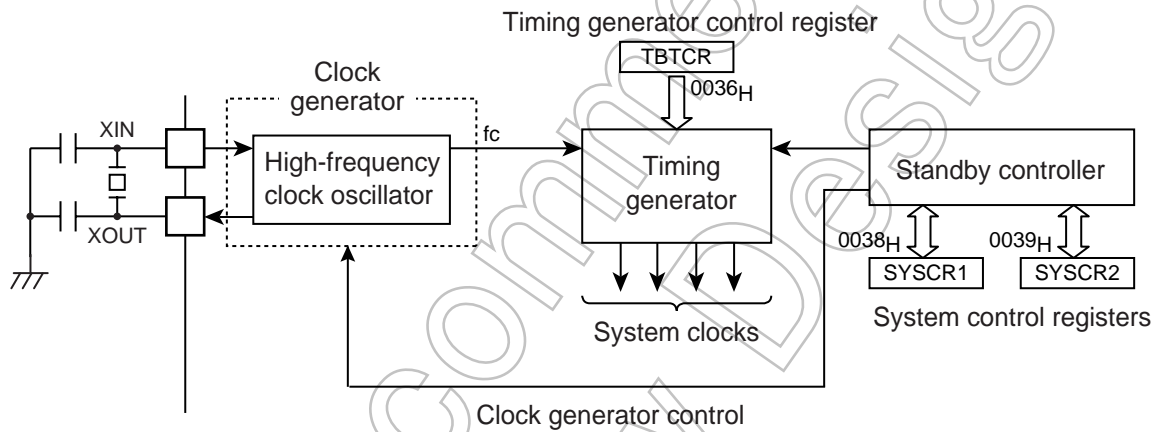 Timing generator control register
TBTCR
0036H
Clock
generator
XIN
High-frequency
clock oscillator
fc
Timing
generator
Standby controller
XOUT
0038H
0039H
SYSCR1
SYSCR2
System clocks
System control registers
Clock generator control